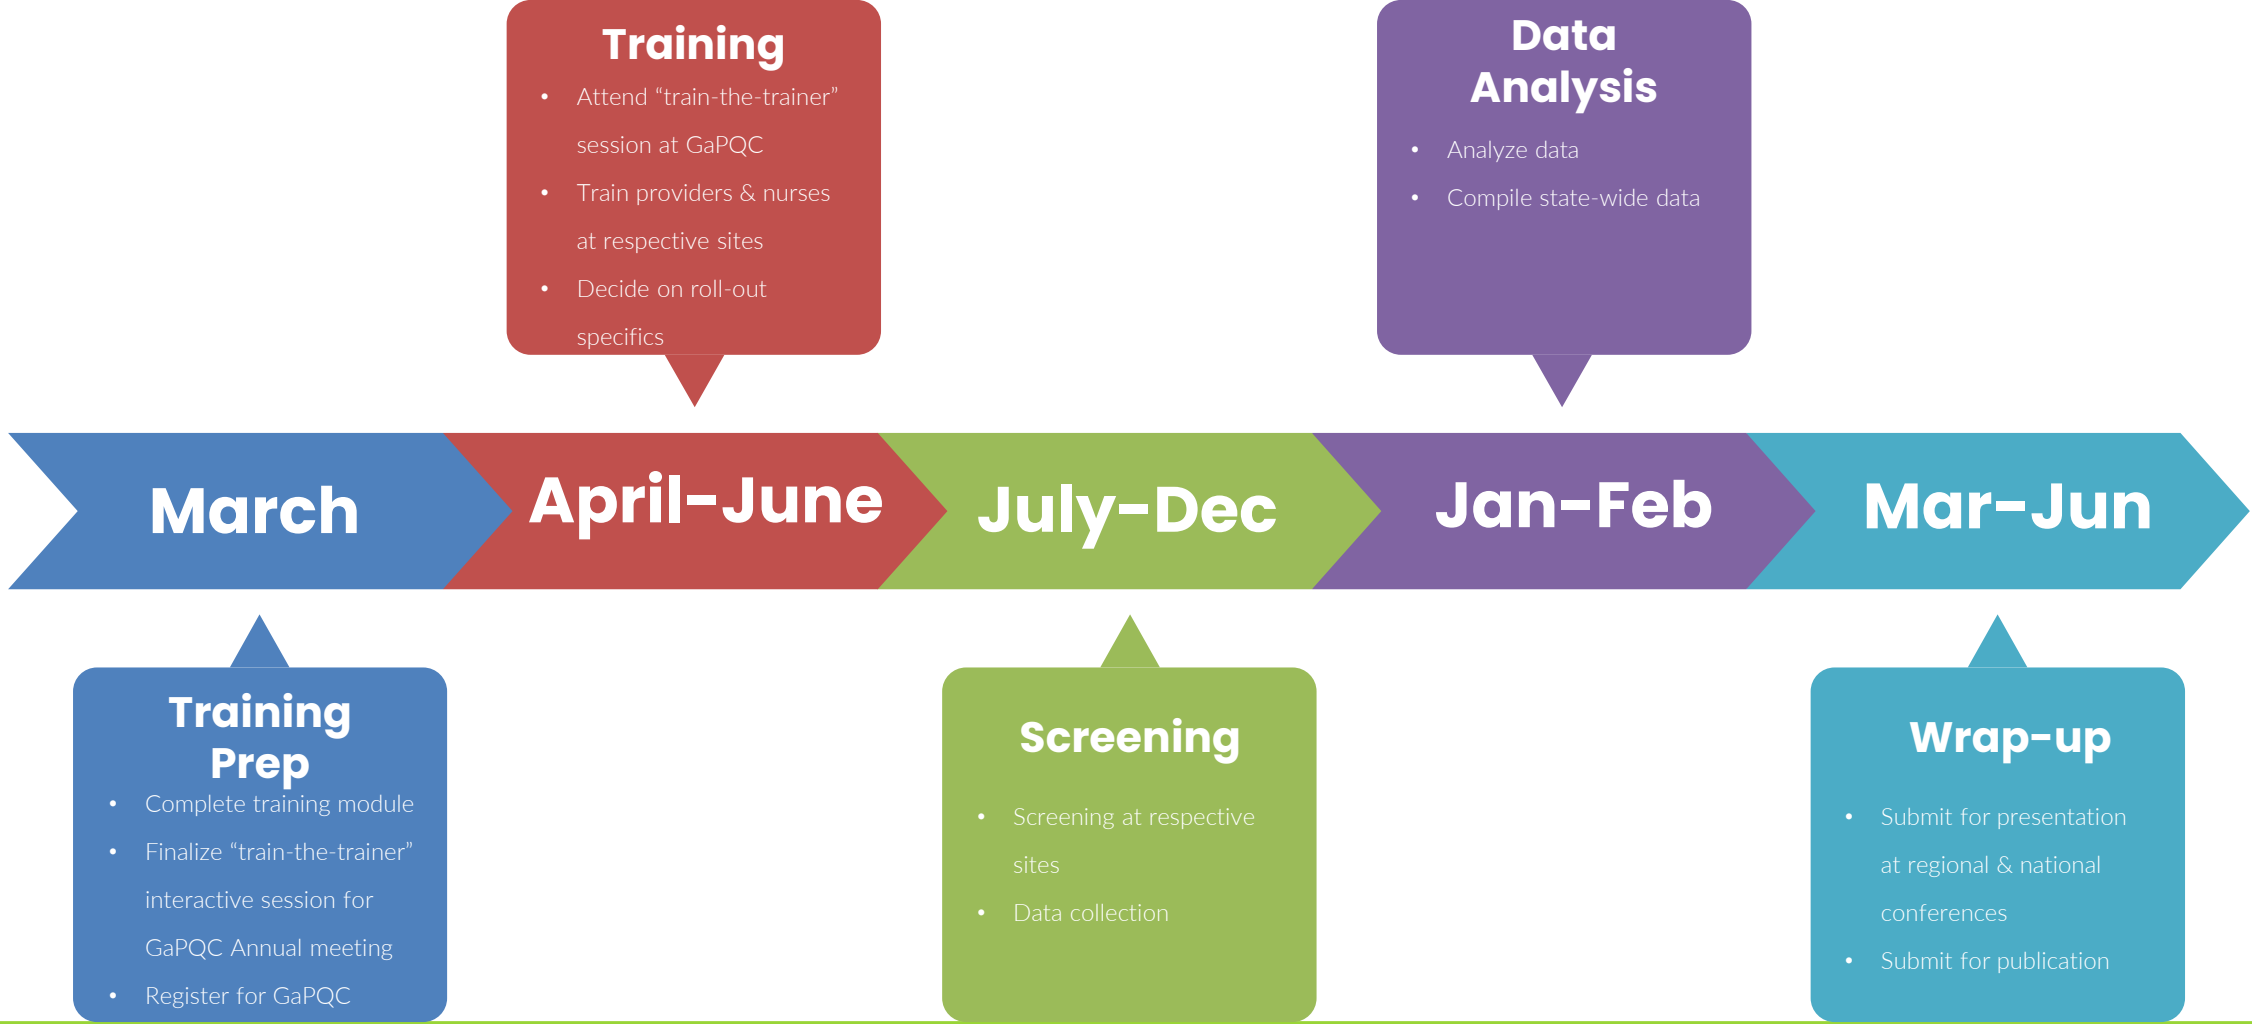 Training
• Attend “train-the-trainer”
session at GaPQC
• Train providers & nurses
at respective sites
• Decide on roll-out
specifics
Data
Analysis
• Analyze data
• Compile state-wide data
March
April-June
July-Dec
Jan-Feb
Mar-Jun
Training
Prep
• Complete training module
• Finalize “train-the-trainer”
interactive session for
GaPQC Annual meeting
• Register for GaPQC
Screening
• Screening at respective
sites
• Data collection
Wrap-up
• Submit for presentation
at regional & national
conferences
• Submit for publication